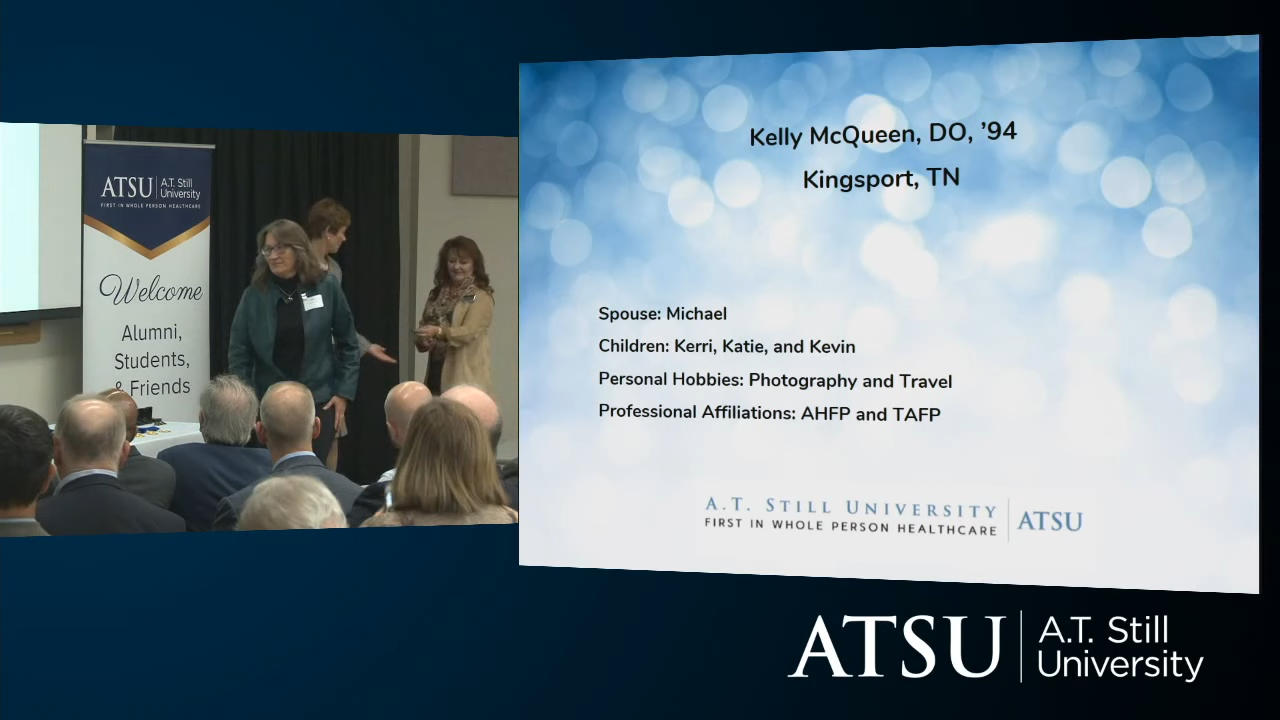 ATSU A.T. Still
University
FIRST IN WHOLE PERSON HEALTHCARE
Welcome
Alumni,
Students,
& Friends
Kelly McQueen, DO, ’94
Kingsport, TN
Spouse: Michael
Children: Kerri, Katie, and Kevin
Personal Hobbies: Photography and Travel
Professional Affiliations: AHFP and TAFP
A.T. STILL UNIVERSITY
FIRST IN WHOLE PERSON HEALTHCARE
ATSU
ATSU A.T. Still
University